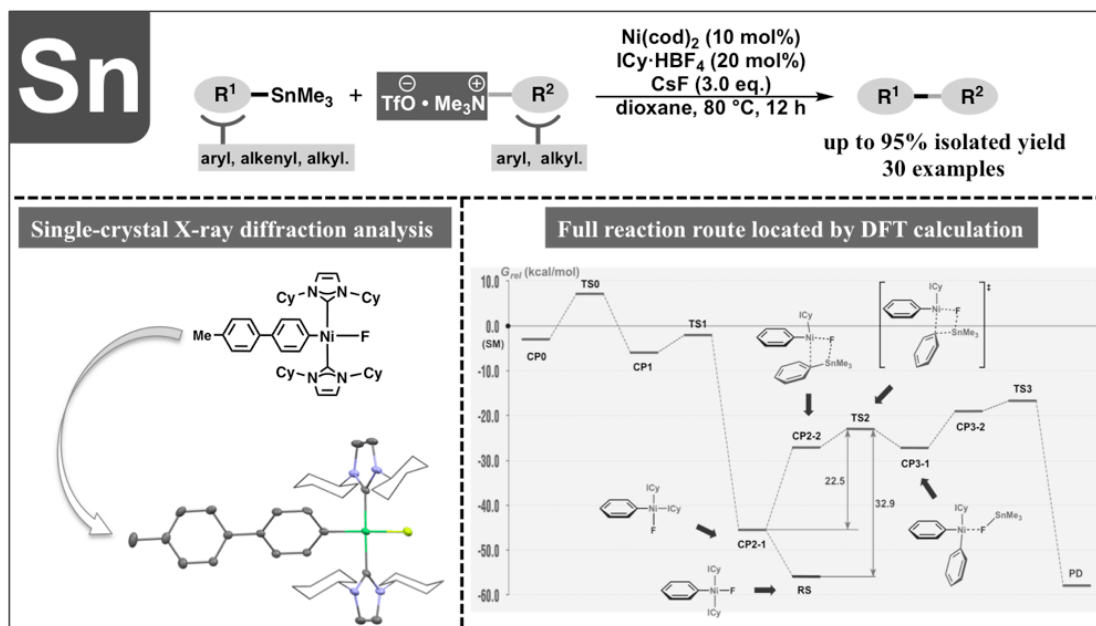 Sn
R¹
SnMe₃
+
⊖
TfO • Me₃N
⊕
R²
aryl, alkenyl, alkyl.
aryl, alkyl.
Ni(cod)₂ (10 mol%)
ICy·HBF₄ (20 mol%)
CsF (3.0 eq.)
dioxane, 80 °C, 12 h
R¹
R²
up to 95% isolated yield
30 examples
Single-crystal X-ray diffraction analysis
Cy N N Cy
Me
Ni F
Cy N N Cy
Full reaction route located by DFT calculation
G_rel (kcal/mol)
10.0
0.0
(SM)
-10.0
-20.0
-30.0
-40.0
-50.0
-60.0
CP0
TS0
CP1
TS1
CP2-1
CP2-2
TS2
RS
CP3-1
CP3-2
TS3
PD
22.5
32.9
ICy
Ni F
SnMe₃
ICy
Ni F
SnMe₃
‡
ICy
Ni ICy
F
ICy
Ni F
ICy
ICy
SnMe₃
Ni F